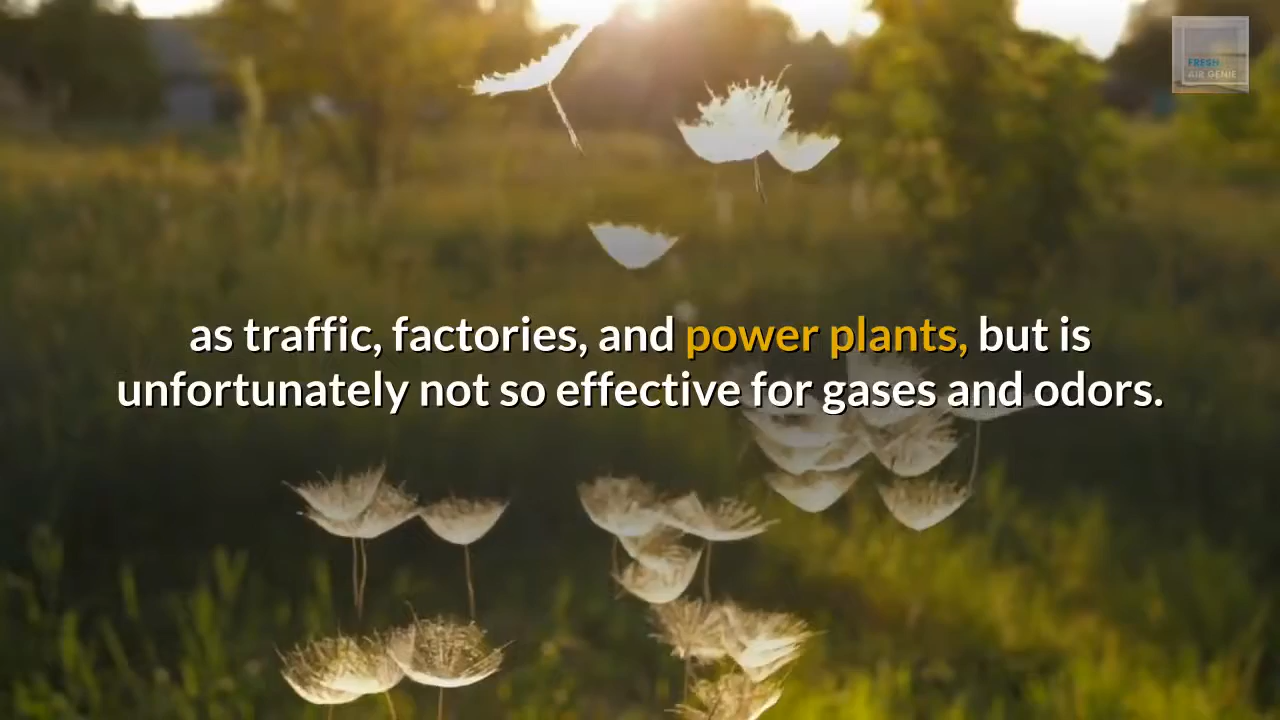 FRESH
AIR GENIE
as traffic, factories, and power plants, but is
unfortunately not so effective for gases and odors.